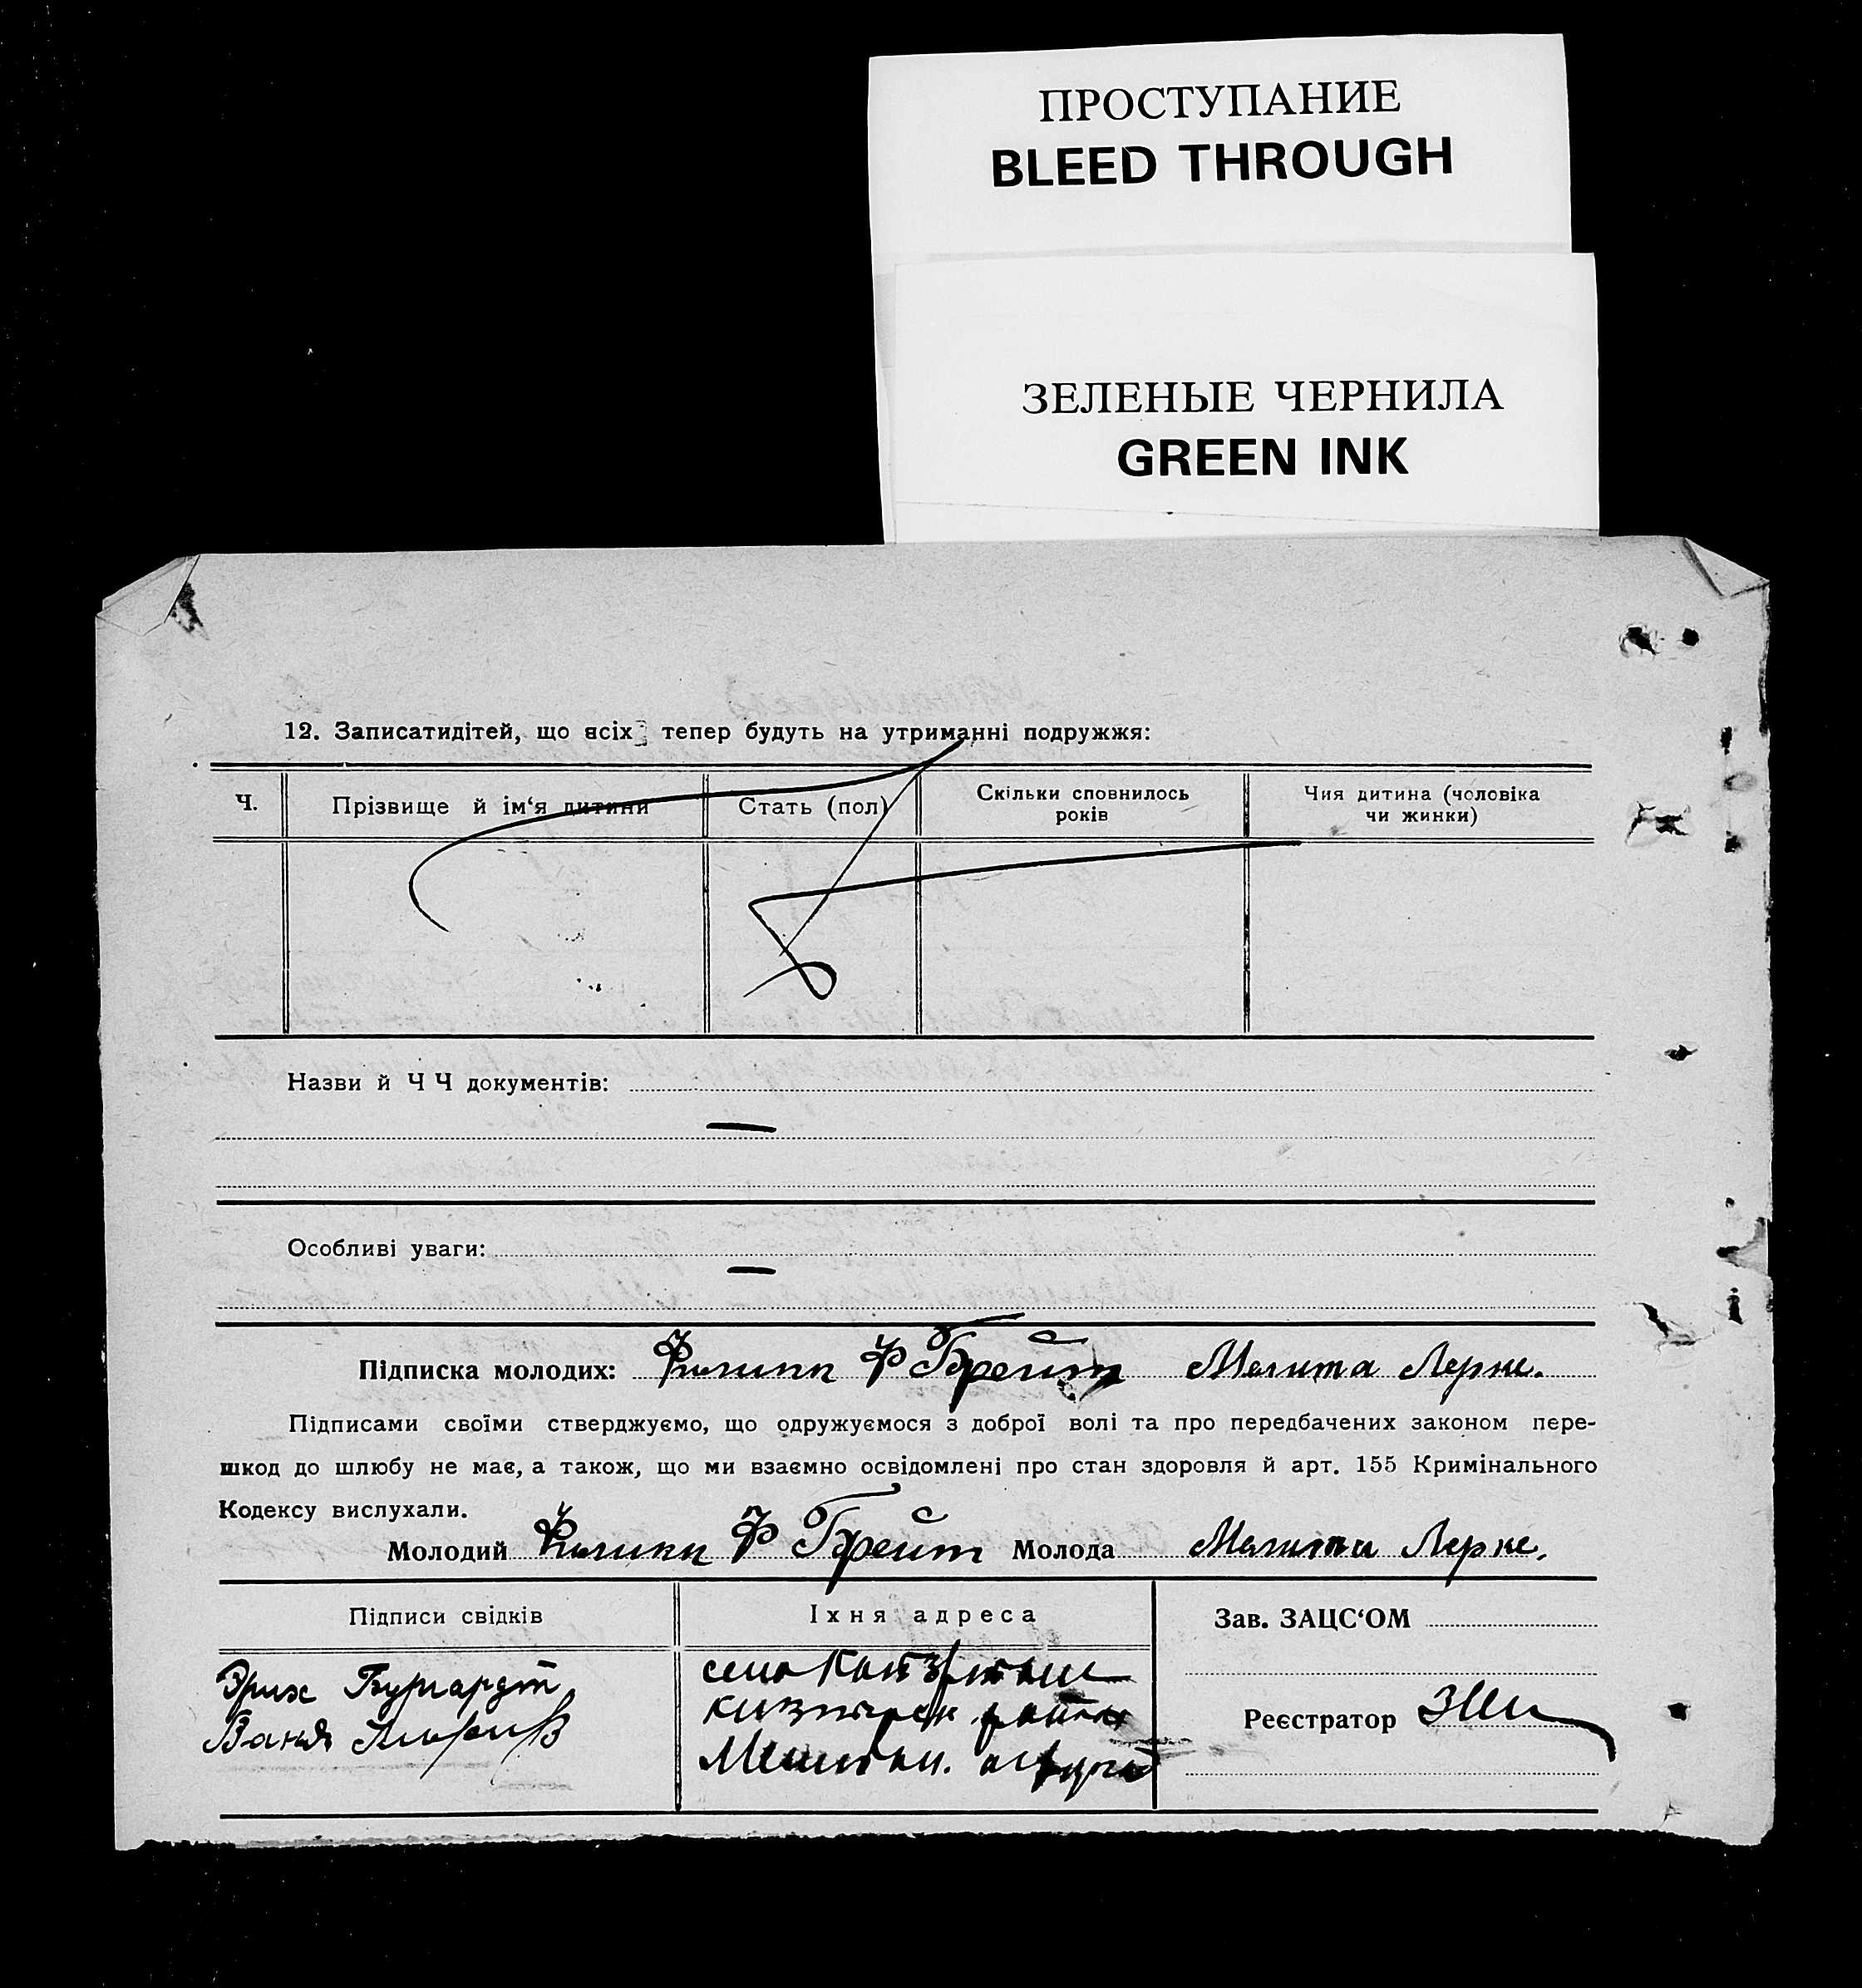 ПРОСТУПАНИЕ
BLEED THROUGH
ЗЕЛЕНЫЕ ЧЕРНИЛА
GREEN INK
12. Записатидітей, що всіх тепер будуть на утриманні подружжя:
Ч.
Прізвище й ім‘я дитини
Стать (пол)
Скільки сповнилось
років
Чия дитина (чоловіка
чи жинки)
Назви й Ч Ч документів:
—
Особливі уваги:
—
Підписка молодих: Филипп Ф Брейт Мелита Лерке.
Підписами своїми стверджуємо, що одружуємося з доброї волі та про передбачених законом пере-
шкод до шлюбу не має, а також, що ми взаємно освідомлені про стан здоровля й арт. 155 Кримінального
Кодексу вислухали.
Молодий Филипп Ф Брейт Молода Мелита Лерке.
Підписи свідків
Їхня адреса
Зав. ЗАЦС‘ОМ
Эрих Бургардт
Ваня
село
Реєстратор